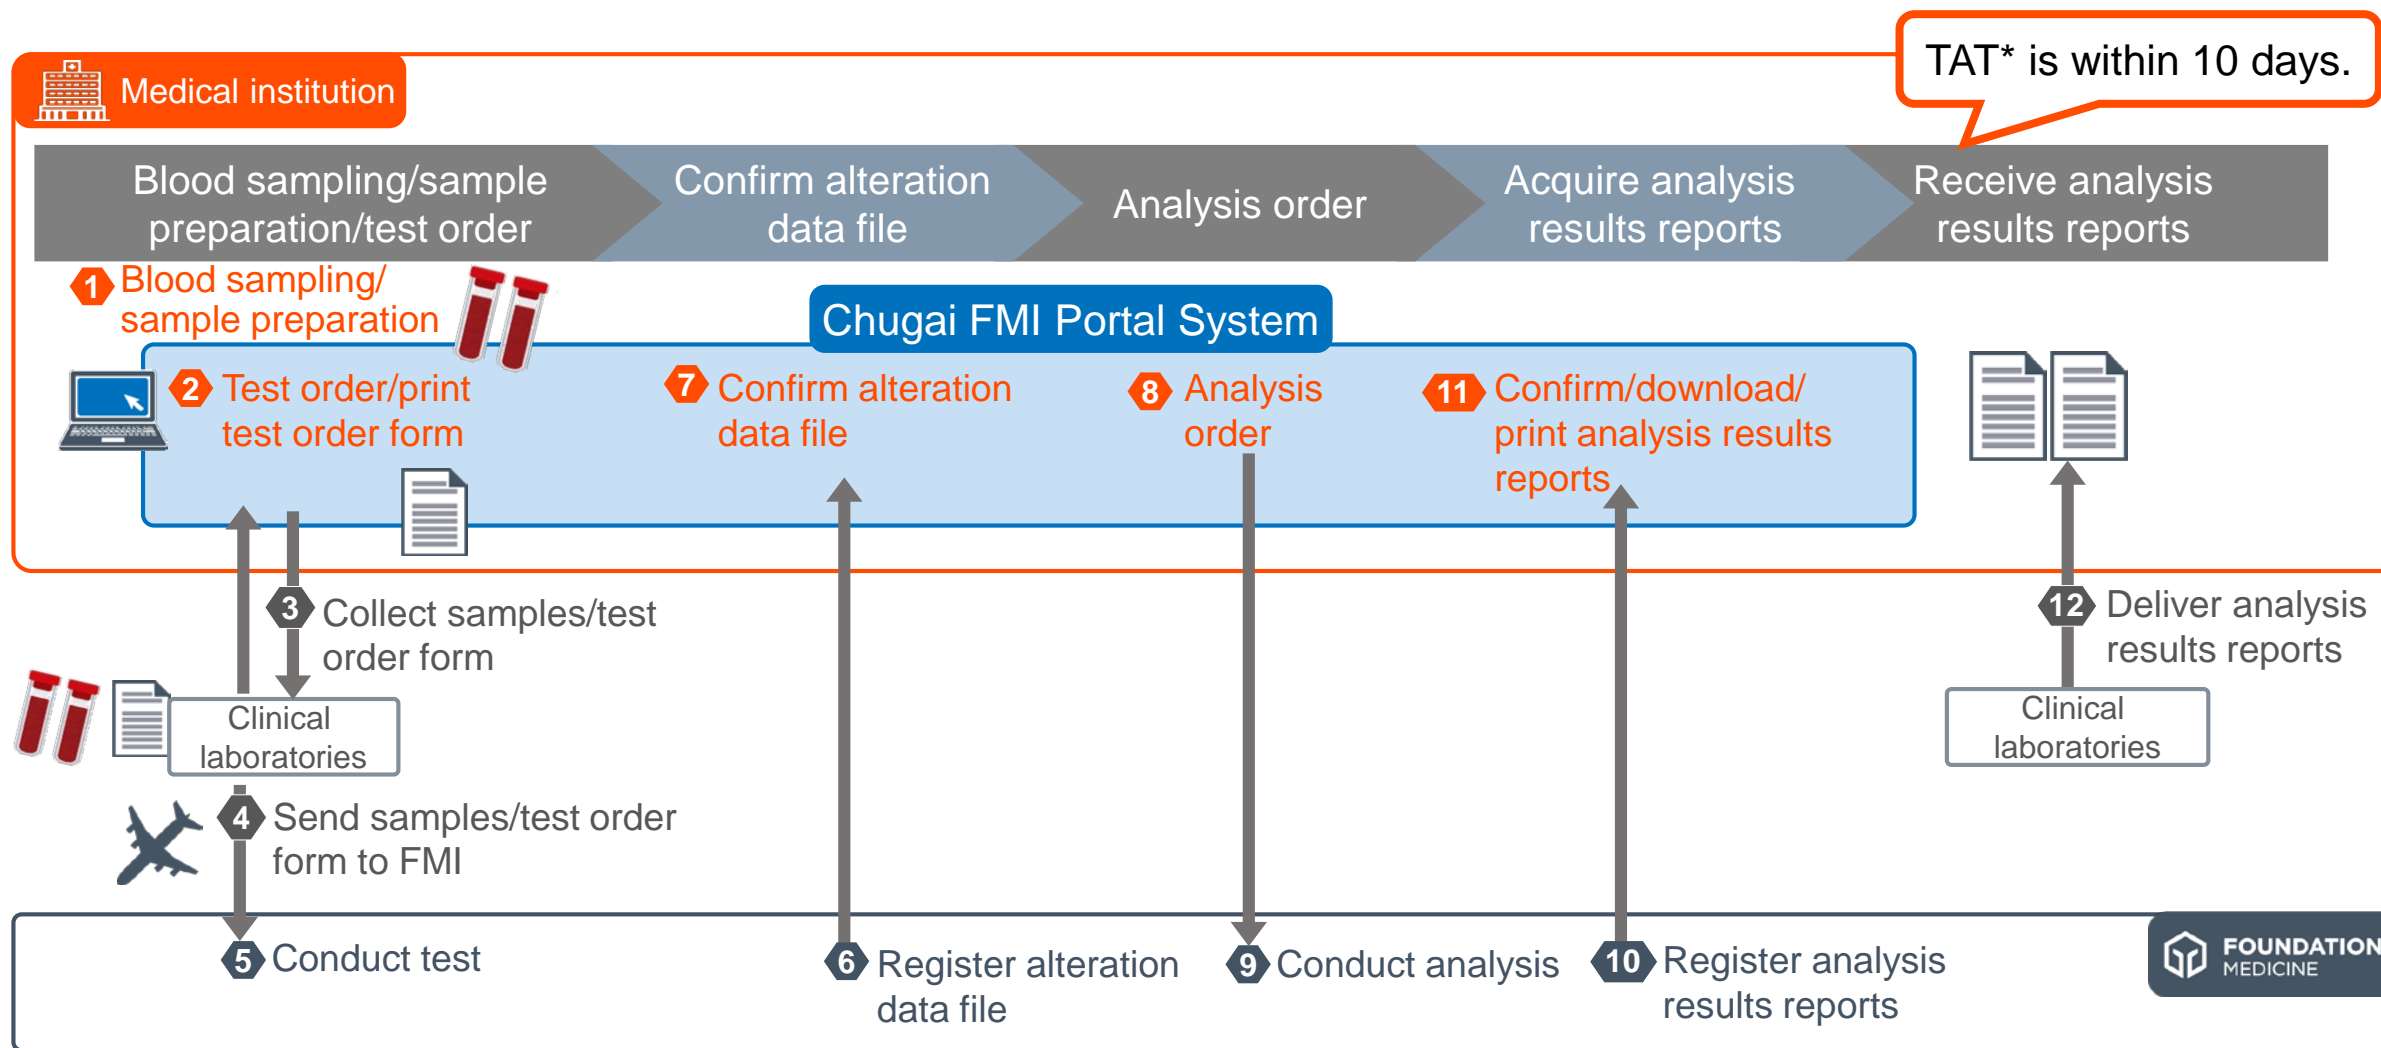 TAT* is within 10 days.
Medical institution
Blood sampling/sample
preparation/test order
Confirm alteration
data file
Analysis order
Acquire analysis
results reports
Receive analysis
results reports
1 Blood sampling/
sample preparation
Chugai FMI Portal System
2 Test order/print
test order form
7 Confirm alteration
data file
8 Analysis
order
11 Confirm/download/
print analysis results
reports
3 Collect samples/test
order form
12 Deliver analysis
results reports
Clinical
laboratories
Clinical
laboratories
4 Send samples/test order
form to FMI
5 Conduct test
6 Register alteration
data file
9 Conduct analysis
10 Register analysis
results reports
FOUNDATION
MEDICINE